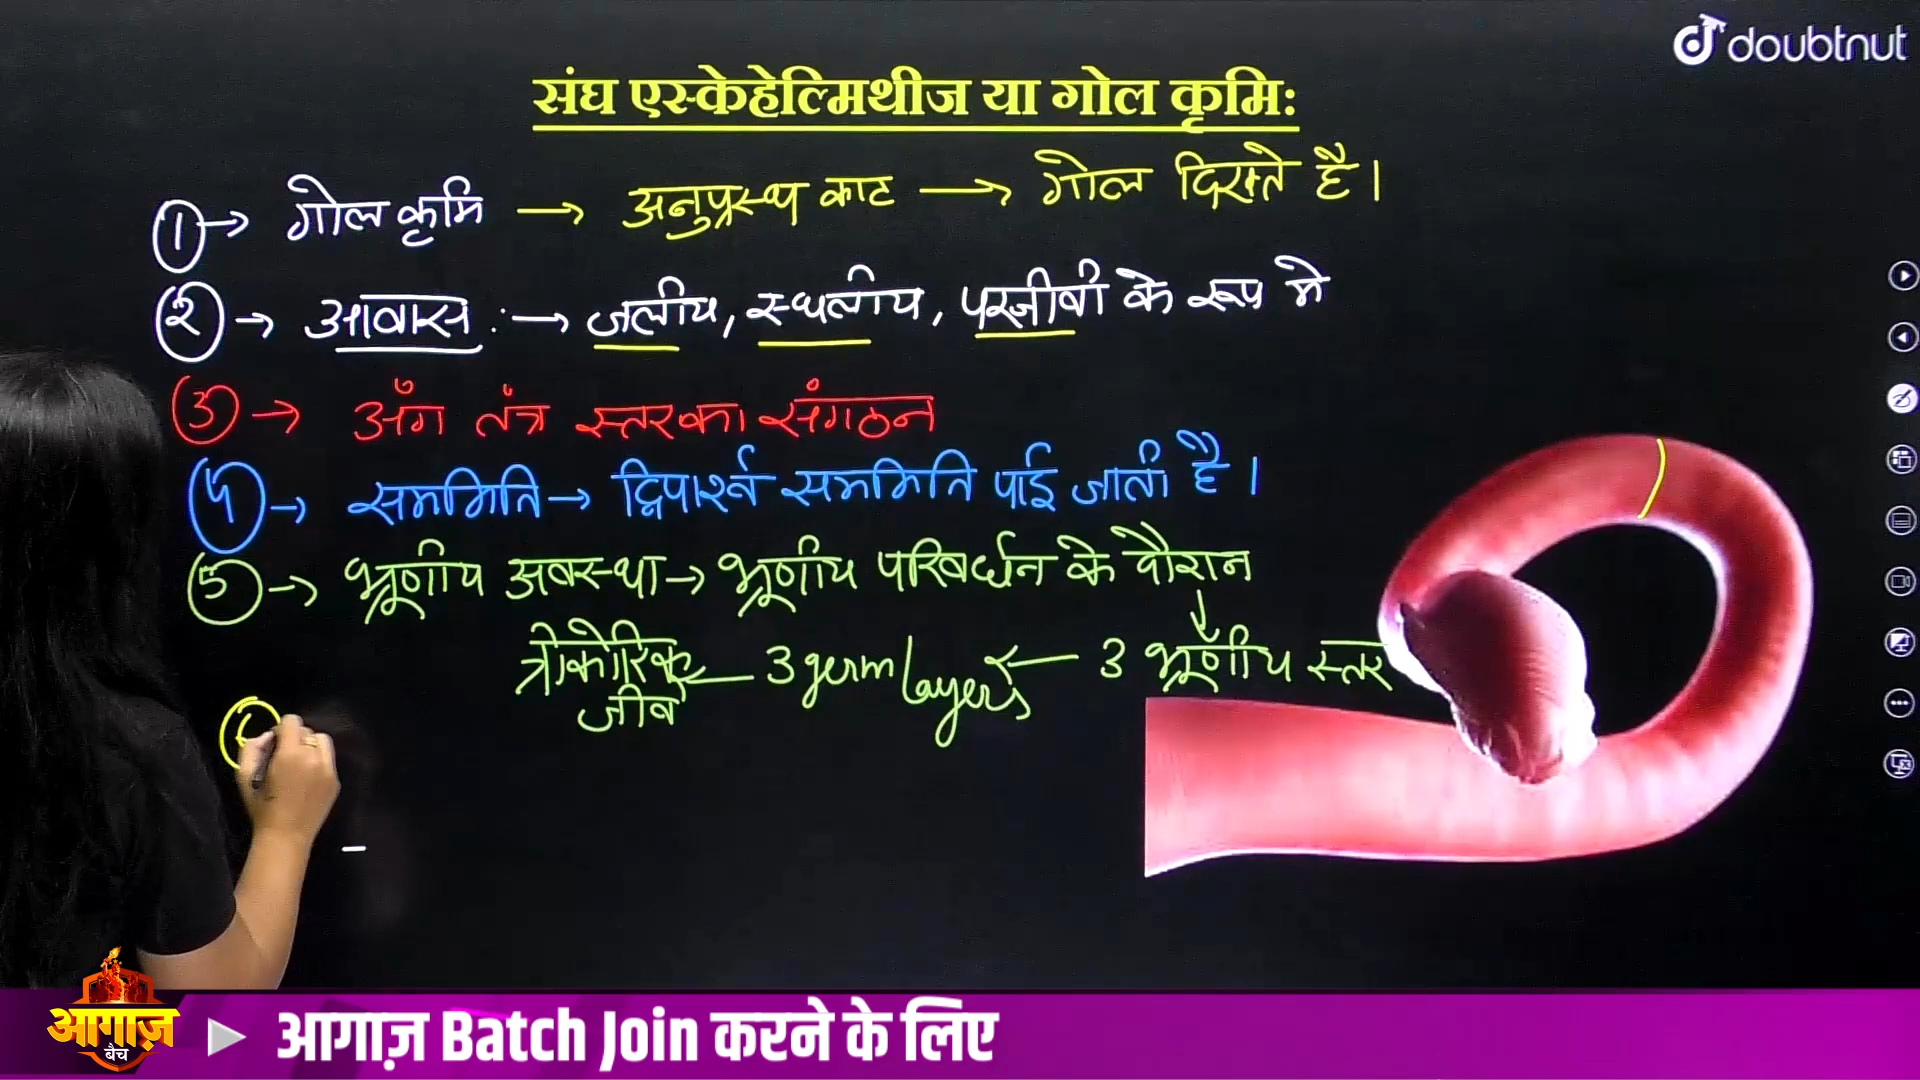 doubtnut
संघ एस्केहेल्मिथीज या गोल कृमि:
① → गोल कृमि → अनुप्रस्थ काट → गोल दिखते है।
② → आवास :→ जलीय, स्थलीय, परजीवी के रूप मे
③ → अँग तंत्र स्तर का संगठन
④ → सममिति → द्विपार्श्व सममिति पाई जाती है।
⑤ → भ्रूणीय अवस्था → भ्रूणीय परिवर्धन के दौरान
त्रीकोरिक ← 3 germ layers ← 3 भ्रूणीय स्तर
जीव
आगाज़
बैच
आगाज़ Batch Join करने के लिए